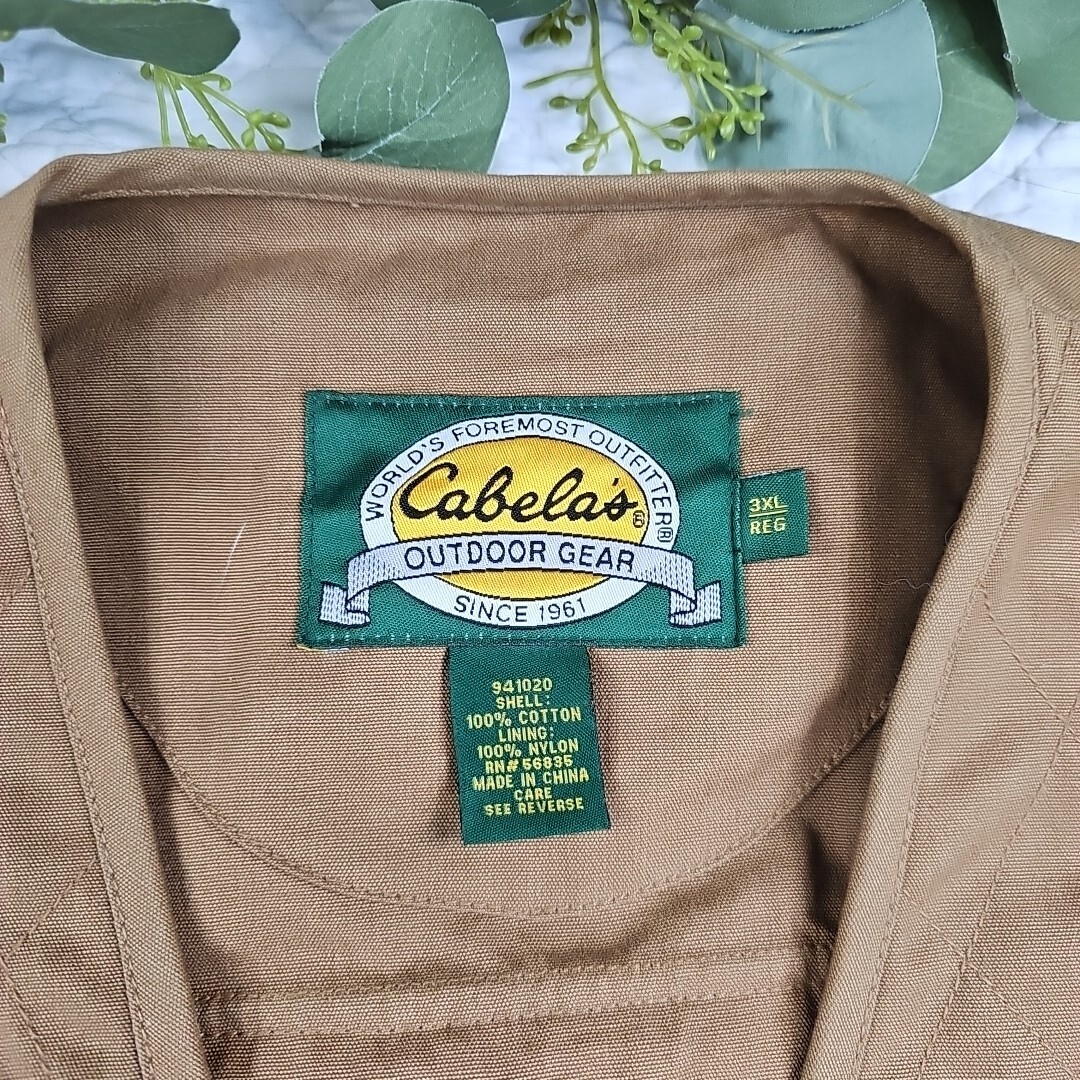 WORLD'S FOREMOST OUTFITTER®
Cabela's®
OUTDOOR GEAR
SINCE 1961
3XL
REG
941020
SHELL:
100% COTTON
LINING:
100% NYLON
RN# 56835
MADE IN CHINA
CARE
SEE REVERSE